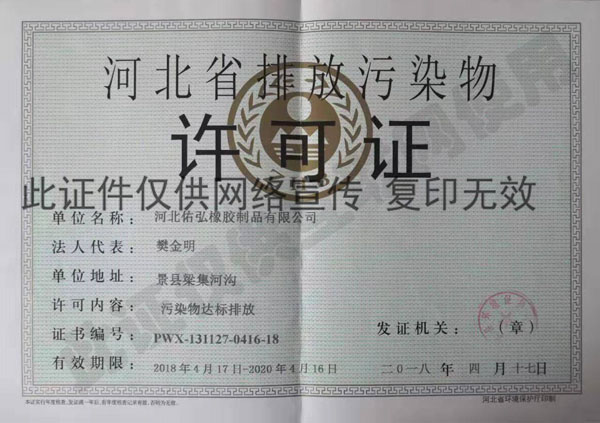 河北省排放污染物
许可证
此证件仅供网络宣传 复印无效
单位名称：河北佑弘橡胶制品有限公司
法人代表：樊金明
单位地址：景县梁集河沟
许可内容：污染物达标排放
证书编号：PWX-131127-0416-18
发证机关：（章）
有效期限：2018年4月17日-2020年4月16日
二〇一八年 四月 十七日
河北省环境保护厅印制